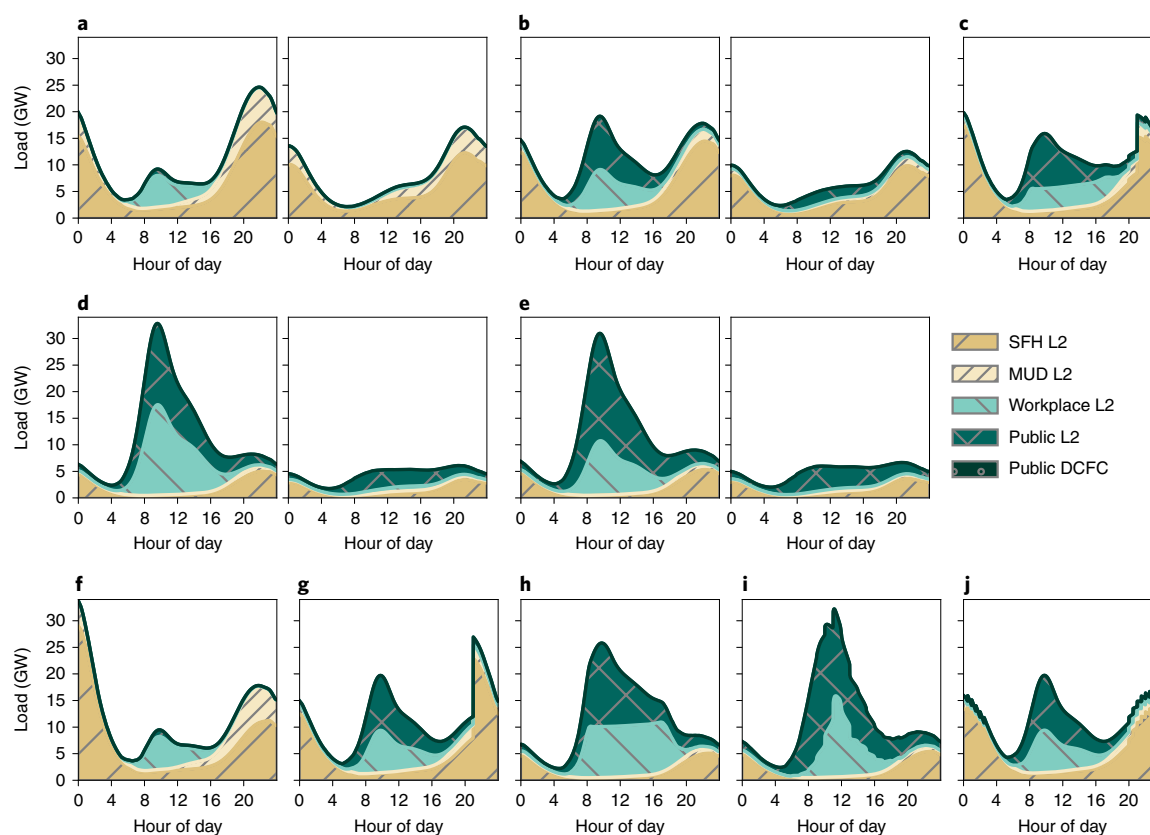 a b c
30
25
20
15
10
5
0
Load (GW)
0 4 8 12 16 20 0 4 8 12 16 20 0 4 8 12 16 20 0 4 8 12 16 20 0 4 8 12 16 20
Hour of day Hour of day Hour of day Hour of day Hour of day
d e
30
25
20
15
10
5
0
Load (GW)
0 4 8 12 16 20 0 4 8 12 16 20 0 4 8 12 16 20 0 4 8 12 16 20
Hour of day Hour of day Hour of day Hour of day
SFH L2
MUD L2
Workplace L2
Public L2
Public DCFC
f g h i j
30
25
20
15
10
5
0
Load (GW)
0 4 8 12 16 20 0 4 8 12 16 20 0 4 8 12 16 20 0 4 8 12 16 20 0 4 8 12 16 20
Hour of day Hour of day Hour of day Hour of day Hour of day